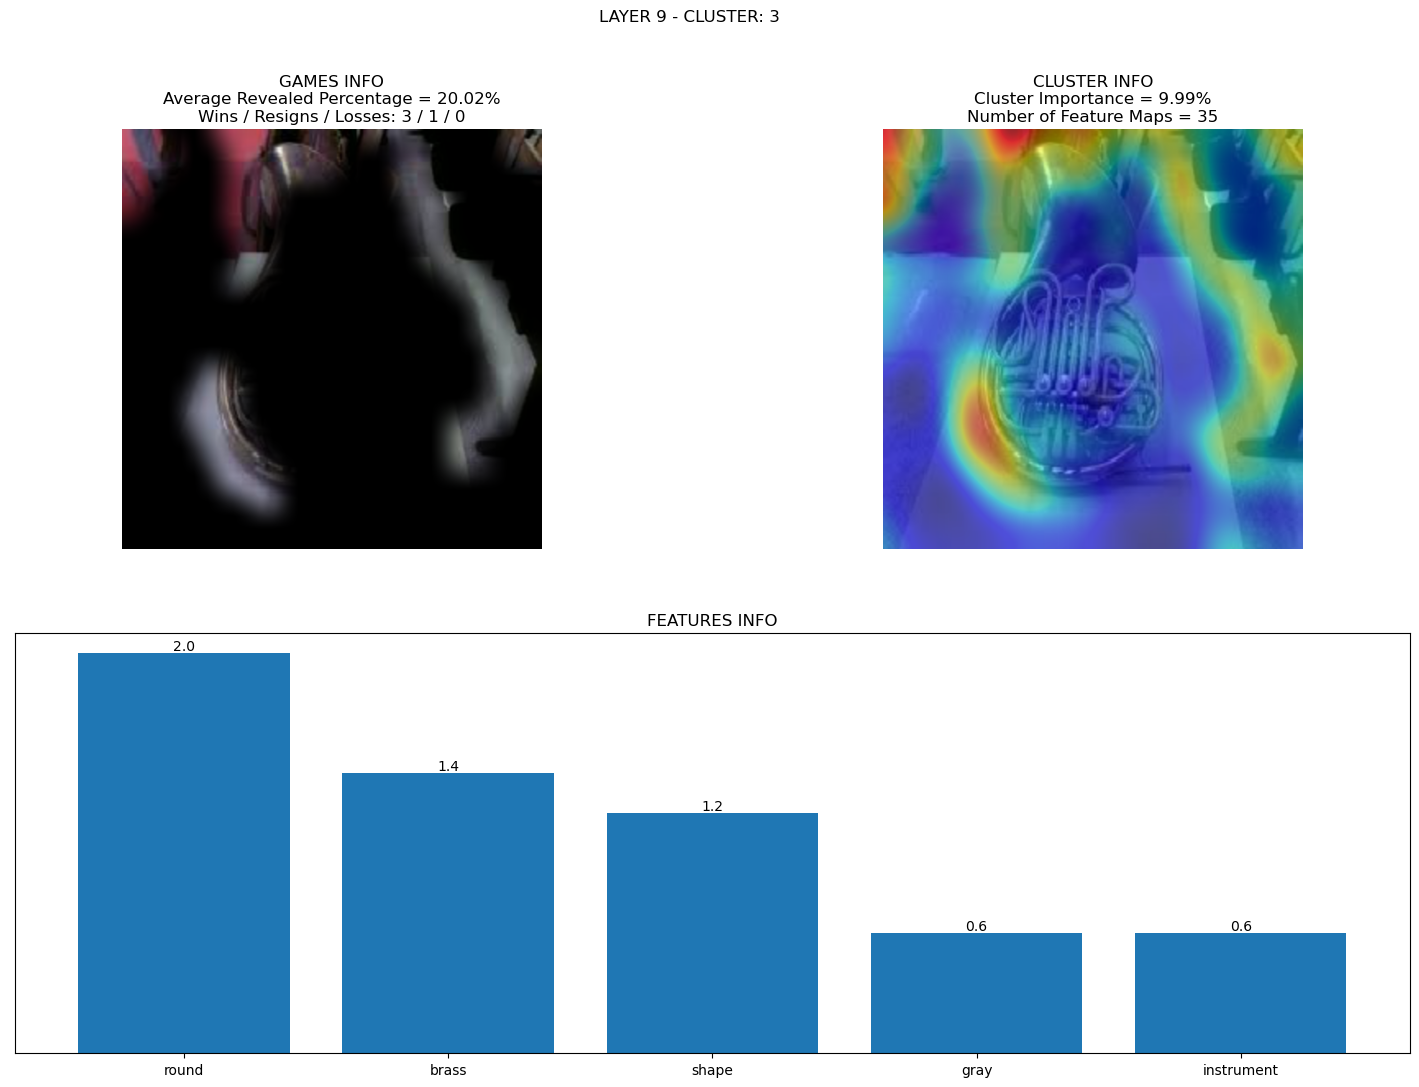 LAYER 9 - CLUSTER: 3
GAMES INFO
Average Revealed Percentage = 20.02%
Wins / Resigns / Losses: 3 / 1 / 0
CLUSTER INFO
Cluster Importance = 9.99%
Number of Feature Maps = 35
FEATURES INFO
2.0
1.4
1.2
0.6
0.6
round
brass
shape
gray
instrument